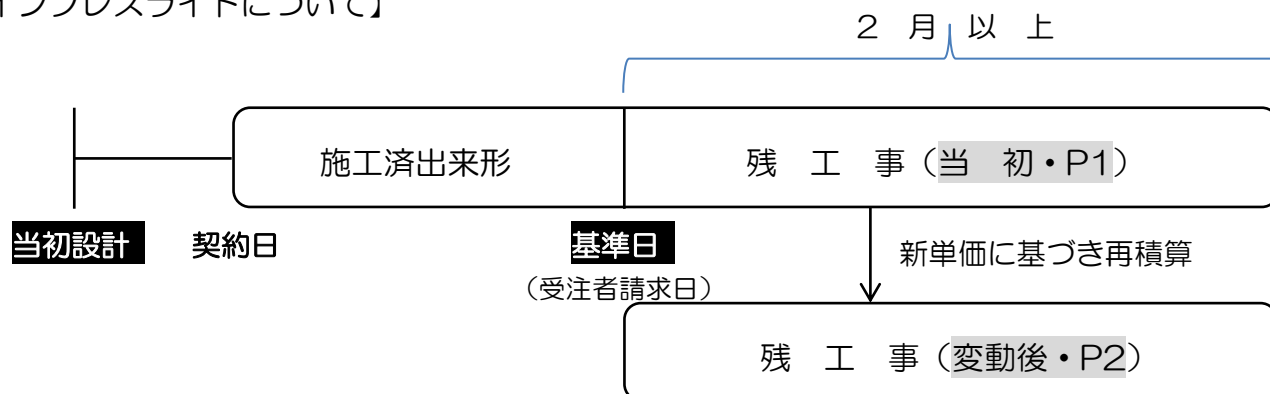 インフレスライドについて】
２ 月 以 上
施工済出来形
残 工 事（当 初・P1）
当初設計 契約日 基準日
新単価に基づき再積算
（受注者請求日）
残 工 事（変動後・P2）